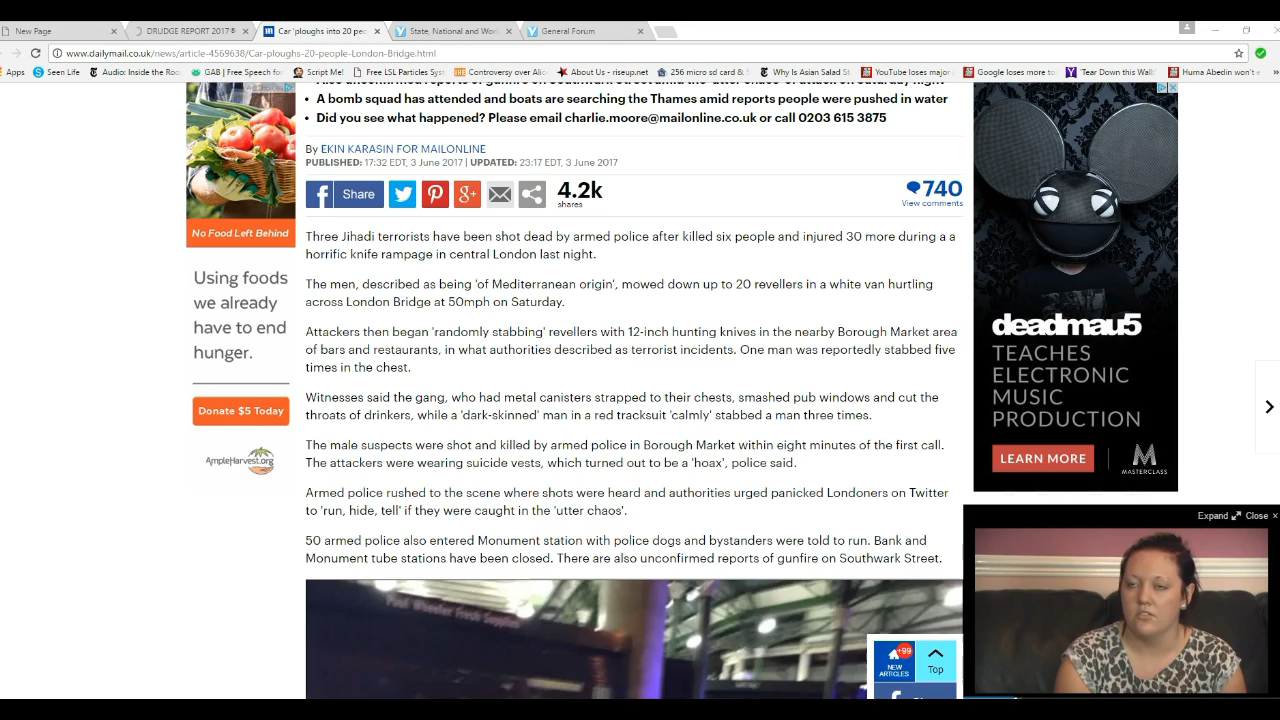 New Page
DRUDGE REPORT 2017®
Car 'ploughs into 20 pe
State, National and Wor
General Forum
www.dailymail.co.uk/news/article-4569638/Car-ploughs-20-people-London-Bridge.html
Apps
Seen Life
Audio: Inside the Roo
GAB | Free Speech fo
Script Me!
Free LSL Particles Sys
Controversy over Alic
About Us - riseup.net
256 micro sd card &
Why Is Asian Salad St
YouTube loses major
Google loses more to
'Tear Down this Wall'
Huma Abedin won't e
• A bomb squad has attended and boats are searching the Thames amid reports people were pushed in water
• Did you see what happened? Please email charlie.moore@mailonline.co.uk or call 0203 615 3875
By EKIN KARASIN FOR MAILONLINE
PUBLISHED: 17:32 EDT, 3 June 2017 | UPDATED: 23:17 EDT, 3 June 2017
Share
4.2k
shares
740
View comments
Three Jihadi terrorists have been shot dead by armed police after killed six people and injured 30 more during a a
horrific knife rampage in central London last night.
The men, described as being 'of Mediterranean origin', mowed down up to 20 revellers in a white van hurtling
across London Bridge at 50mph on Saturday.
Attackers then began 'randomly stabbing' revellers with 12-inch hunting knives in the nearby Borough Market area
of bars and restaurants, in what authorities described as terrorist incidents. One man was reportedly stabbed five
times in the chest.
Witnesses said the gang, who had metal canisters strapped to their chests, smashed pub windows and cut the
throats of drinkers, while a 'dark-skinned' man in a red tracksuit 'calmly' stabbed a man three times.
The male suspects were shot and killed by armed police in Borough Market within eight minutes of the first call.
The attackers were wearing suicide vests, which turned out to be a 'hoax', police said.
Armed police rushed to the scene where shots were heard and authorities urged panicked Londoners on Twitter
to 'run, hide, tell' if they were caught in the 'utter chaos'.
50 armed police also entered Monument station with police dogs and bystanders were told to run. Bank and
Monument tube stations have been closed. There are also unconfirmed reports of gunfire on Southwark Street.
No Food Left Behind
Using foods
we already
have to end
hunger.
Donate $5 Today
AmpleHarvest.org
deadmau5
TEACHES
ELECTRONIC
MUSIC
PRODUCTION
LEARN MORE
MASTERCLASS
Expand
Close ×
+99
NEW
ARTICLES
Top